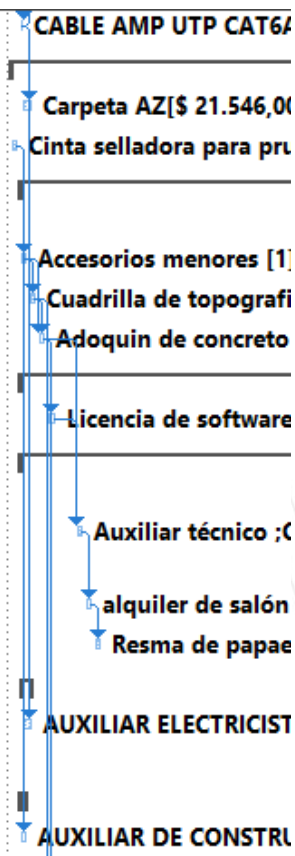 CABLE AMP UTP CAT6A
Carpeta AZ[$ 21.546,00
Cinta selladora para pru
Accesorios menores [1]
Cuadrilla de topografi
Adoquin de concreto
Licencia de software
Auxiliar técnico ;C
alquiler de salón
Resma de papae
AUXILIAR ELECTRICIST
AUXILIAR DE CONSTRU